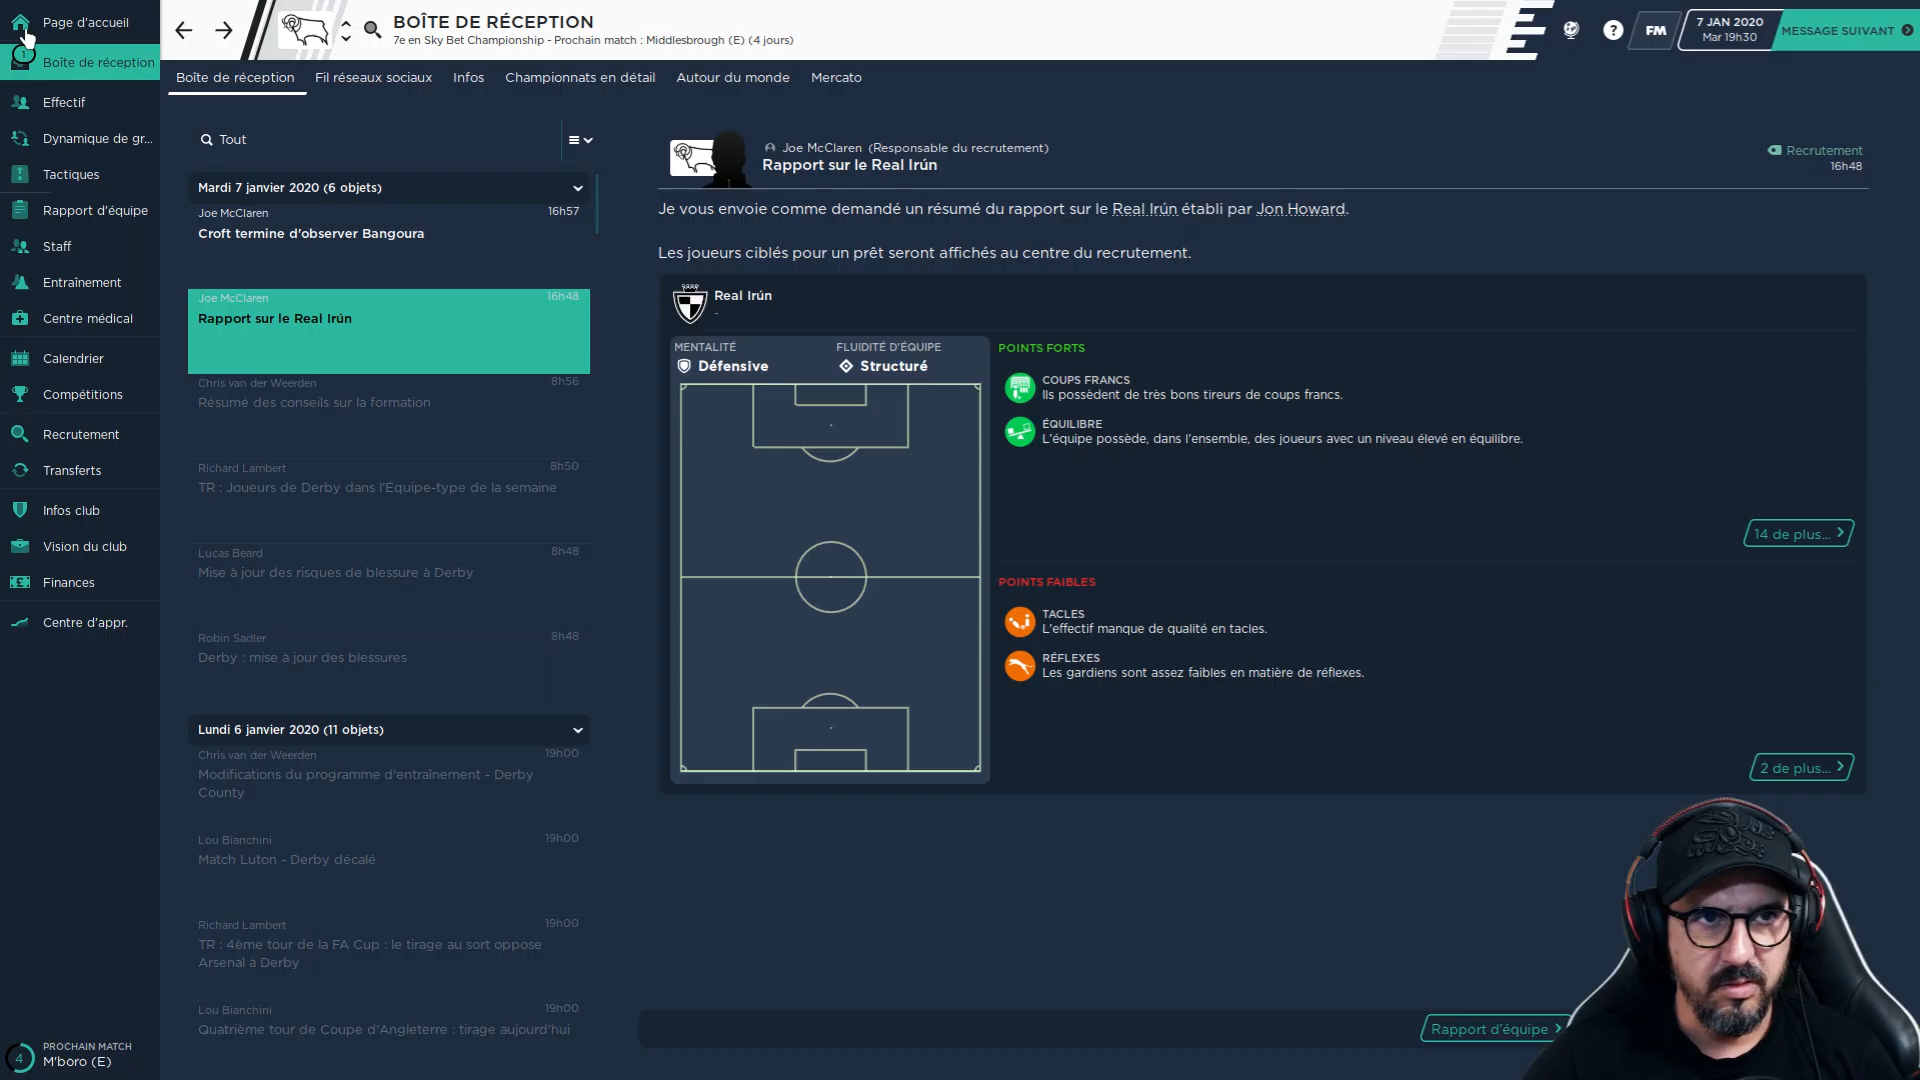 Page d'accueil
1
Boîte de réception
Effectif
Dynamique de gr...
Tactiques
Rapport d'équipe
Staff
Entraînement
Centre médical
Calendrier
Compétitions
Recrutement
Transferts
Infos club
Vision du club
Finances
Centre d'appr.
4
PROCHAIN MATCH
M'boro (E)
BOÎTE DE RÉCEPTION
7e en Sky Bet Championship - Prochain match : Middlesbrough (E) (4 jours)
?
FM
7 JAN 2020
Mar 19h30
MESSAGE SUIVANT
Boîte de réception Fil réseaux sociaux Infos Championnats en détail Autour du monde Mercato
Tout
Mardi 7 janvier 2020 (6 objets)
Joe McClaren 16h57
Croft termine d'observer Bangoura
Joe McClaren 16h48
Rapport sur le Real Irún
Chris van der Weerden 8h56
Résumé des conseils sur la formation
Richard Lambert 8h50
TR : Joueurs de Derby dans l'Équipe-type de la semaine
Lucas Beard 8h48
Mise à jour des risques de blessure à Derby
Robin Sadler 8h48
Derby : mise à jour des blessures
Lundi 6 janvier 2020 (11 objets)
Chris van der Weerden 19h00
Modifications du programme d'entraînement - Derby
County
Lou Bianchini 19h00
Match Luton - Derby décalé
Richard Lambert 19h00
TR : 4ème tour de la FA Cup : le tirage au sort oppose
Arsenal à Derby
Lou Bianchini 19h00
Quatrième tour de Coupe d'Angleterre : tirage aujourd'hui
Joe McClaren (Responsable du recrutement)
Rapport sur le Real Irún
Recrutement
16h48
Je vous envoie comme demandé un résumé du rapport sur le Real Irún établi par Jon Howard.
Les joueurs ciblés pour un prêt seront affichés au centre du recrutement.
Real Irún
-
MENTALITÉ FLUIDITÉ D'ÉQUIPE
Défensive Structuré
POINTS FORTS
COUPS FRANCS
Ils possèdent de très bons tireurs de coups francs.
ÉQUILIBRE
L'équipe possède, dans l'ensemble, des joueurs avec un niveau élevé en équilibre.
14 de plus...
POINTS FAIBLES
TACLES
L'effectif manque de qualité en tacles.
RÉFLEXES
Les gardiens sont assez faibles en matière de réflexes.
2 de plus...
Rapport d'équipe